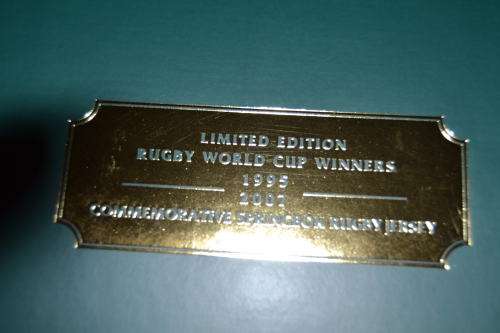 LIMITED EDITION
RUGBY WORLD CUP WINNERS
1995
2007
COMMEMORATIVE SPRINGBOK RUGBY JERSEY